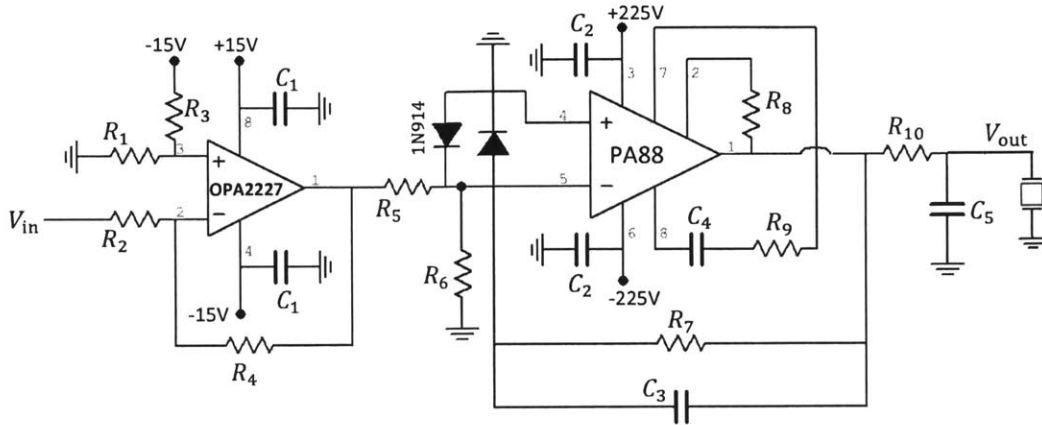 +225V
-15V
+15V
C₂
C₁
3
7
2
R₃
8
1N914
R₈
R₁
3
+
4
+
R₁₀
V_out
OPA2227
1
PA88
1
V_in
2
−
R₅
5
−
R₂
4
6
8
C₄
C₅
C₁
R₆
C₂
R₉
-15V
-225V
R₄
R₇
C₃